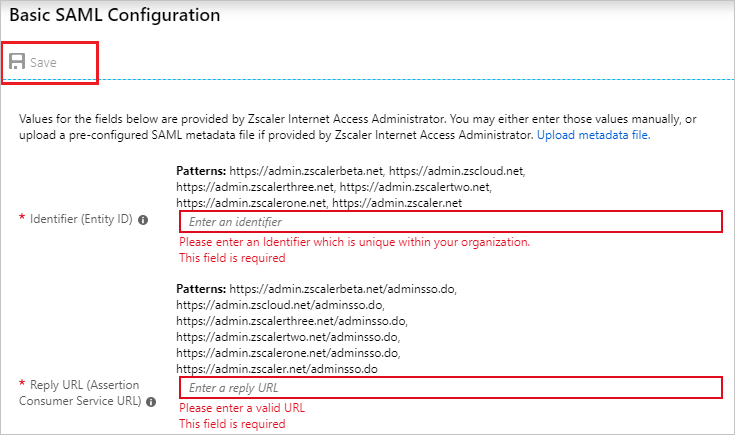 Basic SAML Configuration
Save
Values for the fields below are provided by Zscaler Internet Access Administrator. You may either enter those values manually, or
upload a pre-configured SAML metadata file if provided by Zscaler Internet Access Administrator. Upload metadata file.
Patterns: https://admin.zscalerbeta.net, https://admin.zscloud.net,
https://admin.zscalerthree.net, https://admin.zscalertwo.net,
https://admin.zscalerone.net, https://admin.zscaler.net
* Identifier (Entity ID)
Enter an identifier
Please enter an Identifier which is unique within your organization.
This field is required
Patterns: https://admin.zscalerbeta.net/adminsso.do,
https://admin.zscloud.net/adminsso.do,
https://admin.zscalerthree.net/adminsso.do,
https://admin.zscalertwo.net/adminsso.do,
https://admin.zscalerone.net/adminsso.do,
https://admin.zscaler.net/adminsso.do
* Reply URL (Assertion
Consumer Service URL)
Enter a reply URL
Please enter a valid URL
This field is required